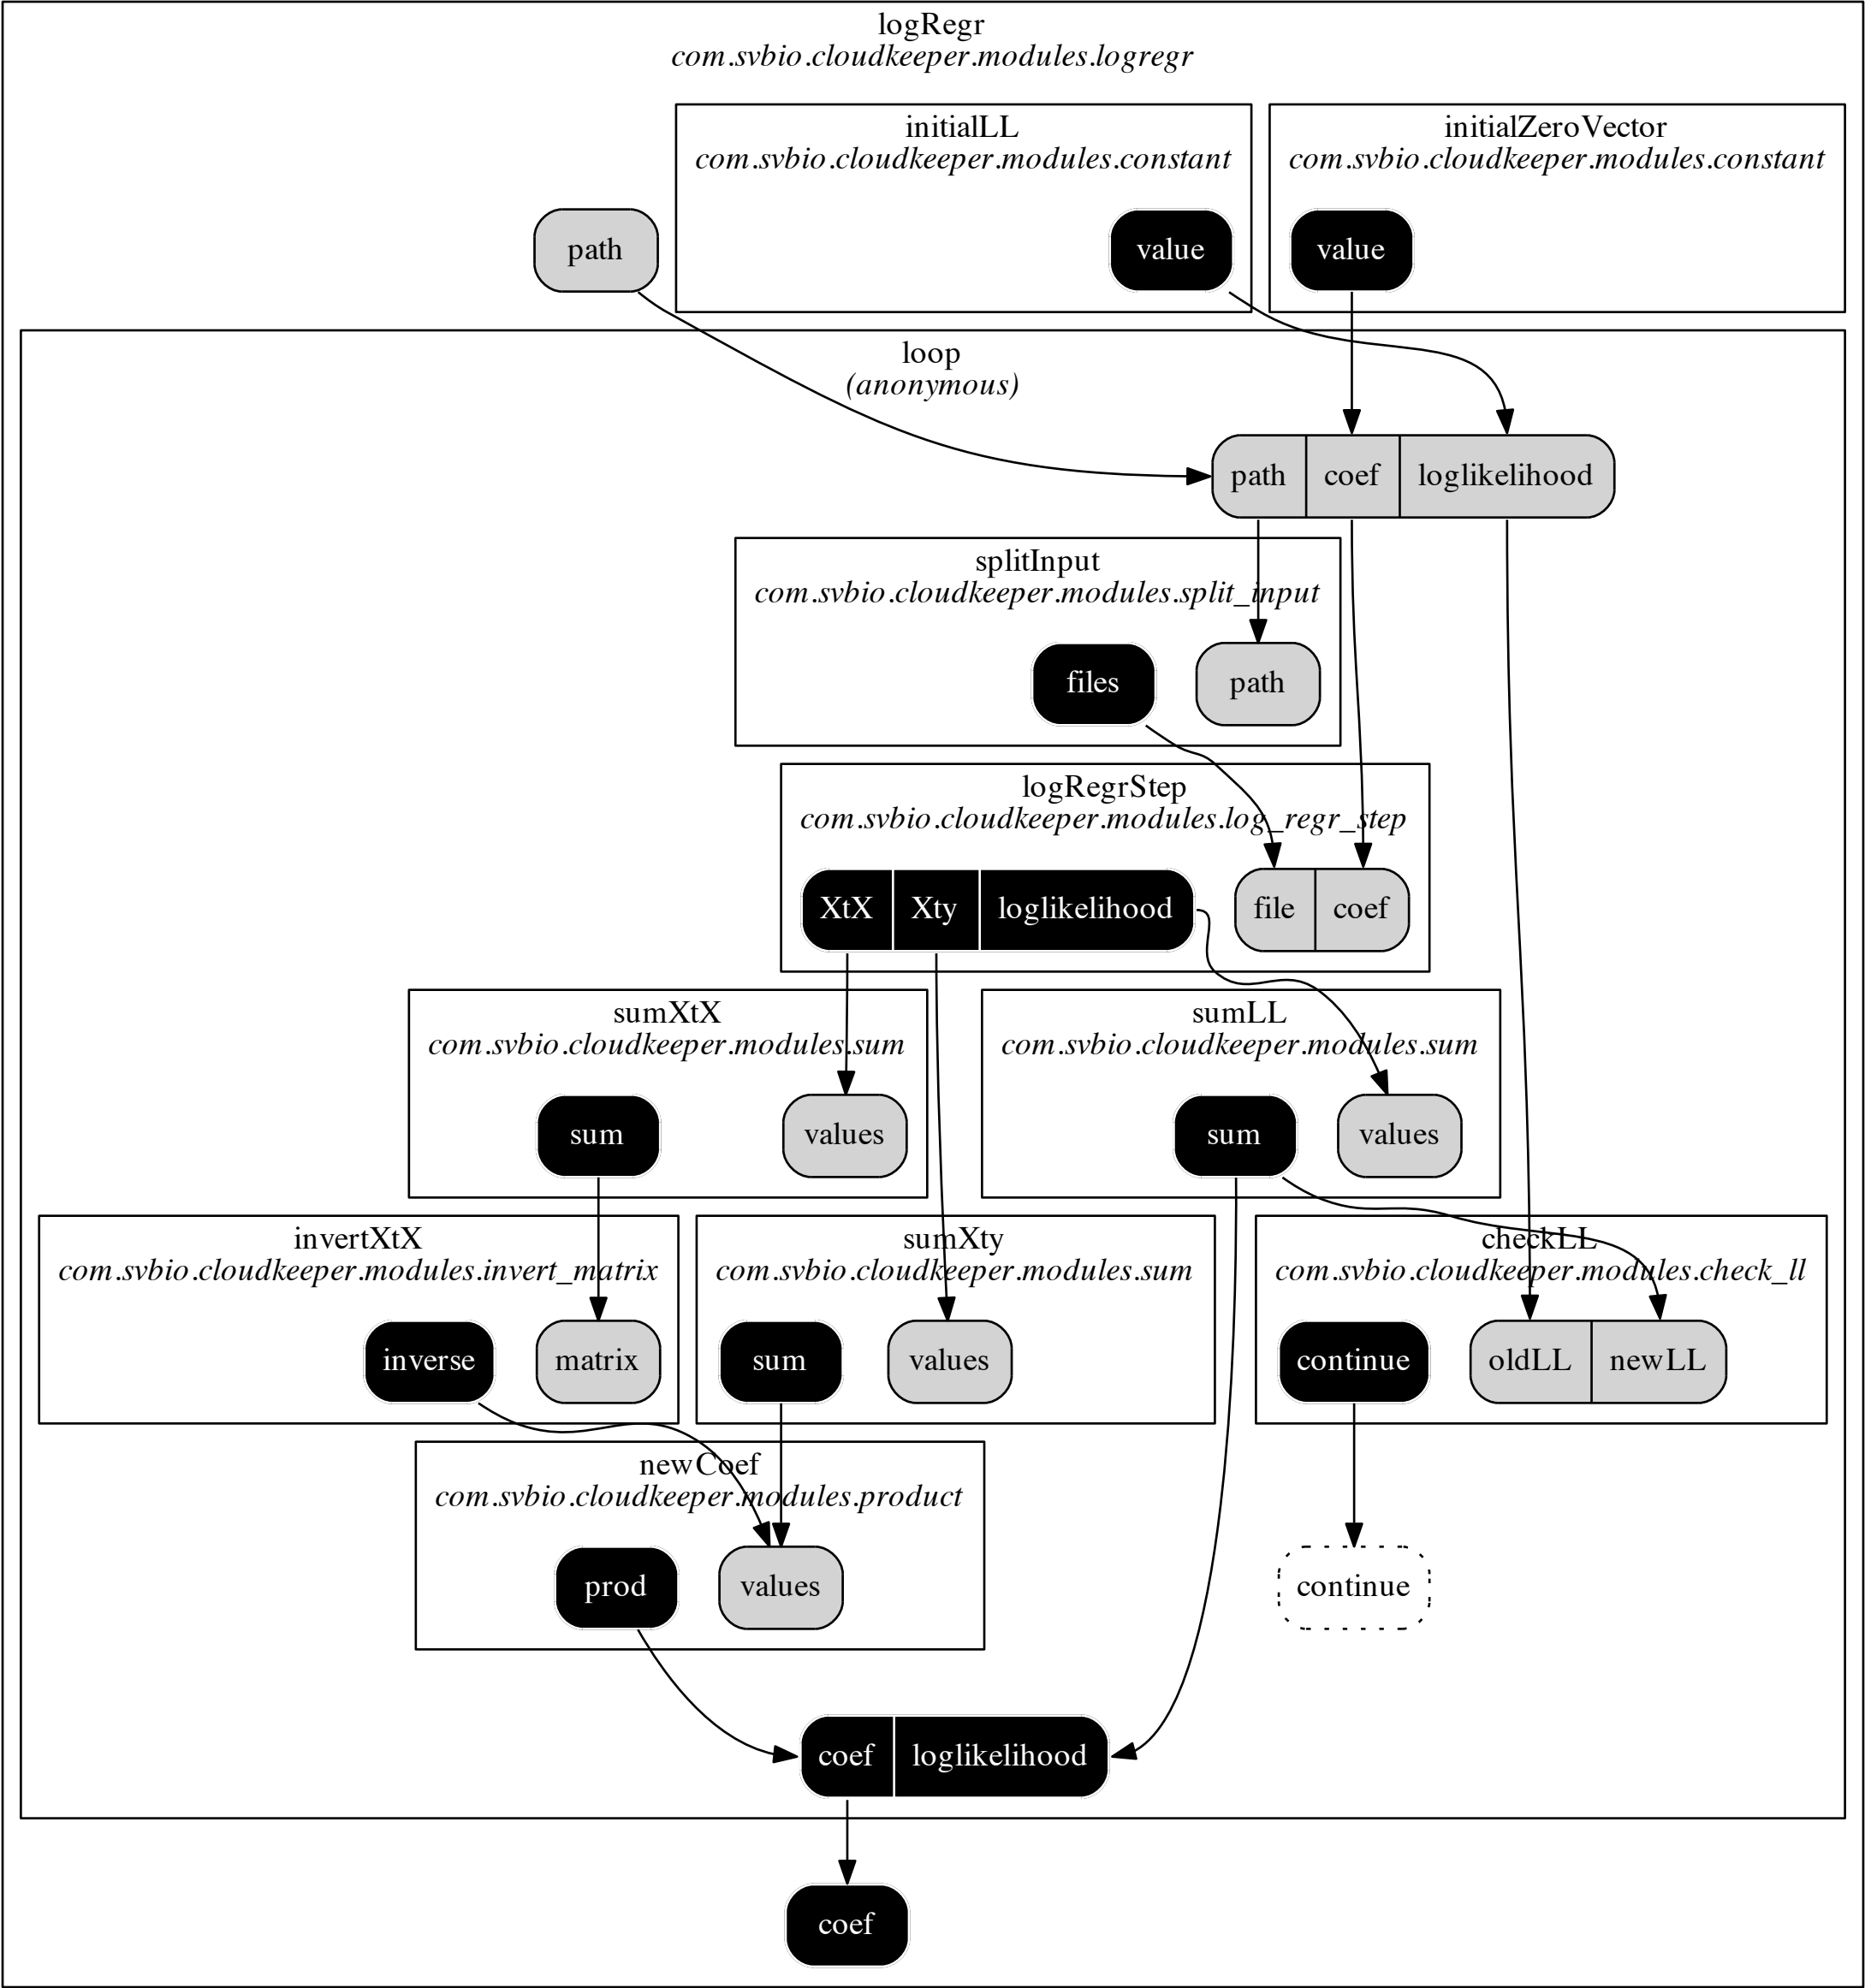 logRegr
com.svbio.cloudkeeper.modules.logregr
initialLL
com.svbio.cloudkeeper.modules.constant
initialZeroVector
com.svbio.cloudkeeper.modules.constant
path
value
value
loop
(anonymous)
path coef loglikelihood
splitInput
com.svbio.cloudkeeper.modules.split_input
files
path
logRegrStep
com.svbio.cloudkeeper.modules.log_regr_step
XtX Xty loglikelihood
file coef
sumXtX
com.svbio.cloudkeeper.modules.sum
sum
values
sumLL
com.svbio.cloudkeeper.modules.sum
sum
values
invertXtX
com.svbio.cloudkeeper.modules.invert_matrix
inverse
matrix
sumXty
com.svbio.cloudkeeper.modules.sum
sum
values
checkLL
com.svbio.cloudkeeper.modules.check_ll
continue
oldLL newLL
newCoef
com.svbio.cloudkeeper.modules.product
prod
values
continue
coef loglikelihood
coef